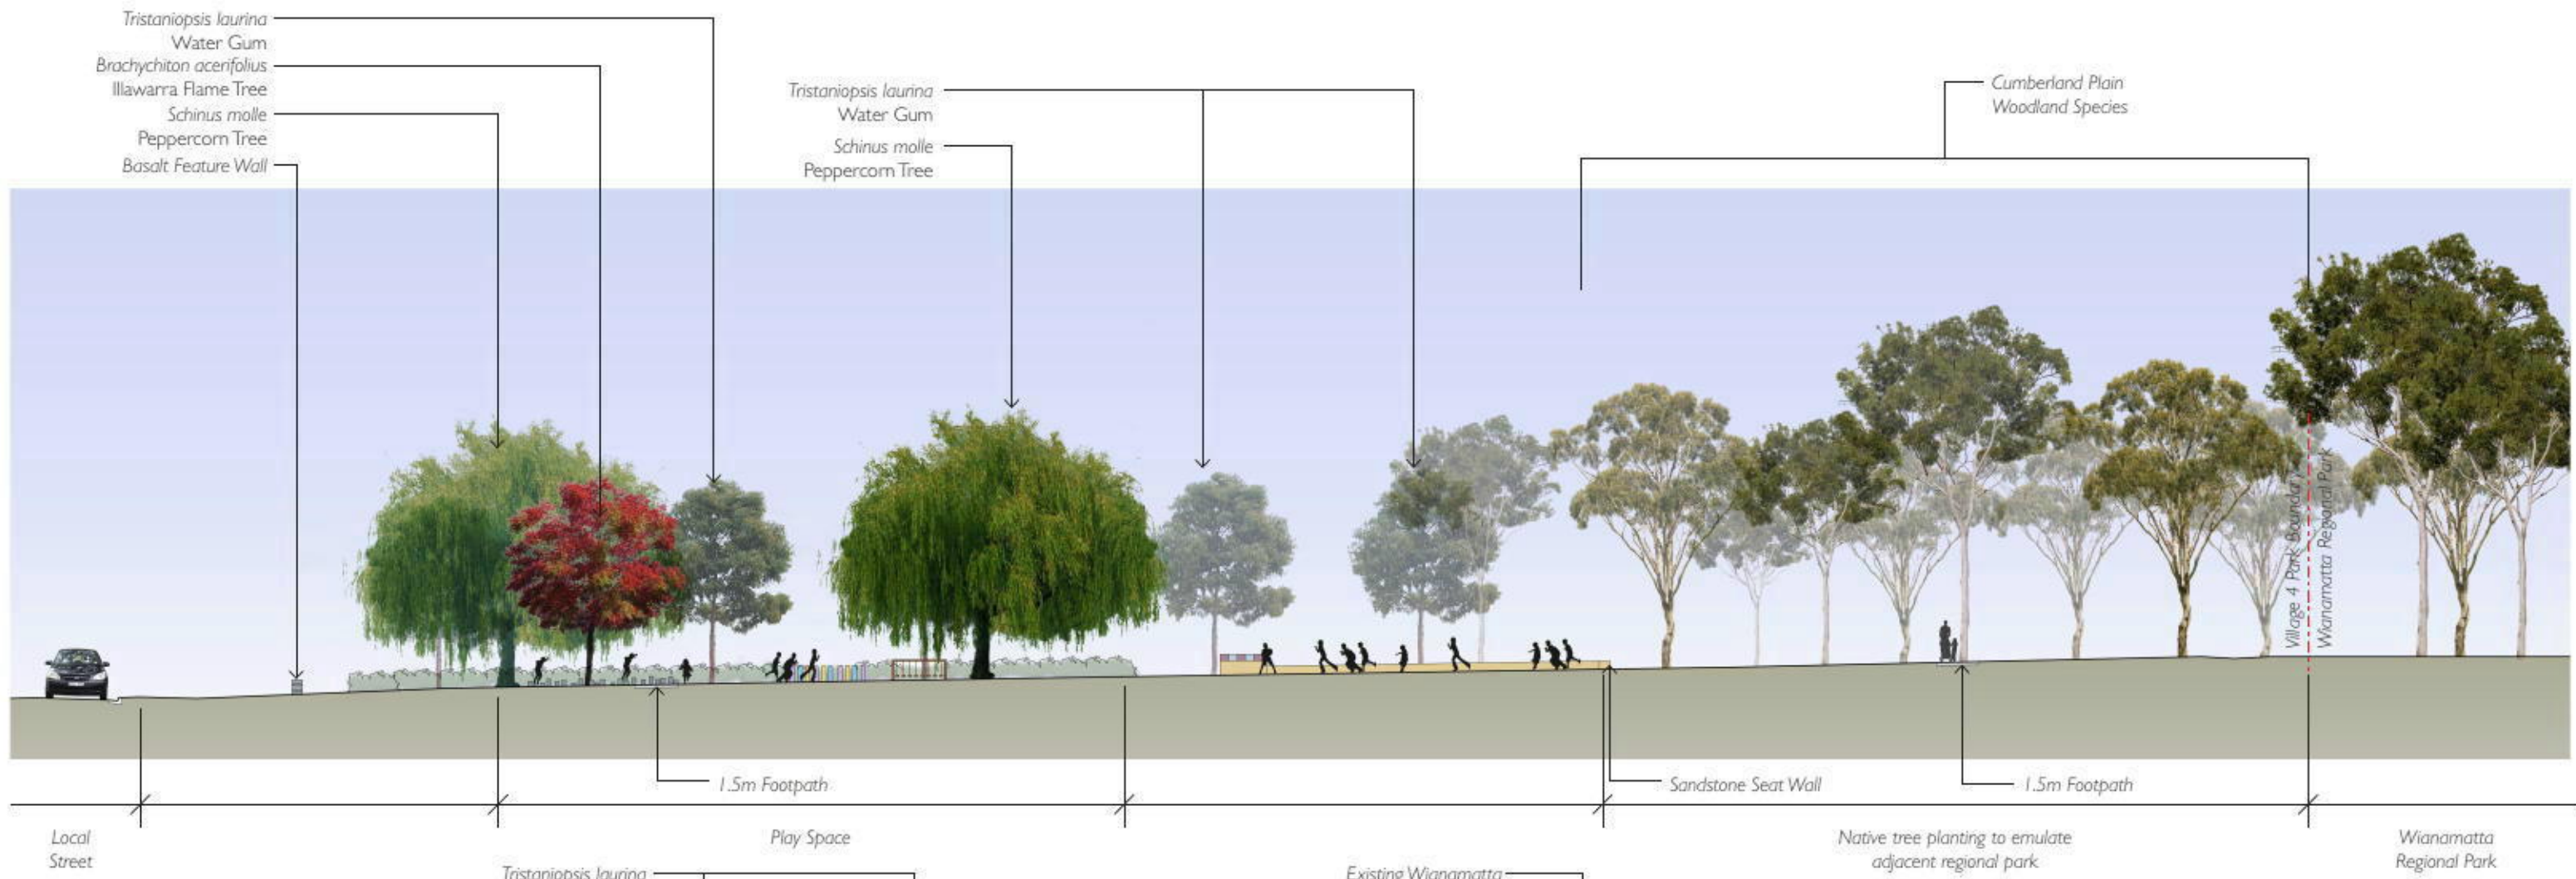 Tristaniopsis laurina
Water Gum
Brachychiton acerifolius
Illawarra Flame Tree
Schinus molle
Peppercorn Tree
Basalt Feature Wall
Tristaniopsis laurina
Water Gum
Schinus molle
Peppercorn Tree
Cumberland Plain
Woodland Species
Village 4 Park Boundary
Wianamatta Regional Park
1.5m Footpath
Sandstone Seat Wall
1.5m Footpath
Local
Street
Play Space
Native tree planting to emulate
adjacent regional park
Wianamatta
Regional Park
Tristaniopsis laurina
Existing Wianamatta